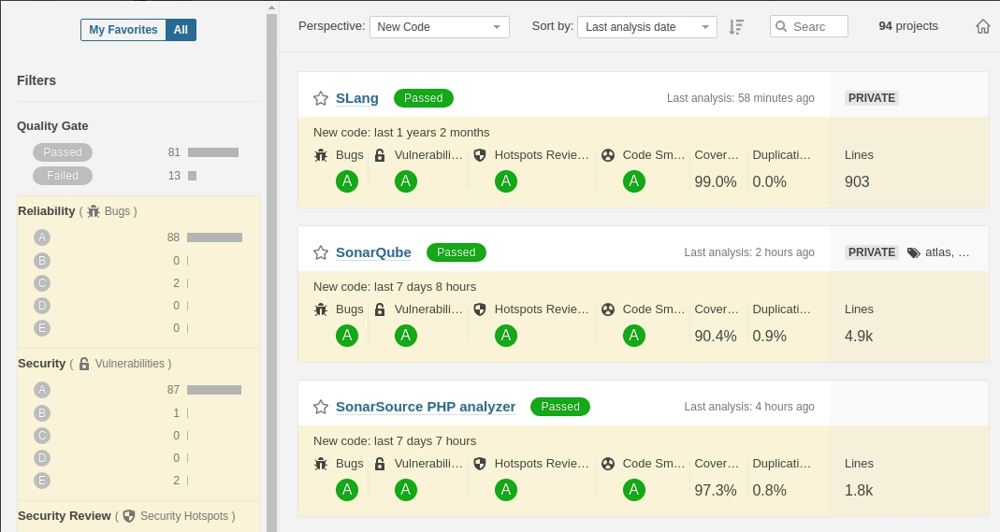 My Favorites All
Filters
Quality Gate
Passed 81
Failed 13
Reliability ( Bugs )
A 88
B 0
C 2
D 0
E 0
Security ( Vulnerabilities )
A 87
B 1
C 0
D 0
E 2
Security Review ( Security Hotspots )
Perspective: New Code Sort by: Last analysis date Searc 94 projects
SLang Passed Last analysis: 58 minutes ago PRIVATE
New code: last 1 years 2 months
Bugs Vulnerabili… Hotspots Revie… Code Sm… Cover… Duplicati… Lines
A A A A 99.0% 0.0% 903
SonarQube Passed Last analysis: 2 hours ago PRIVATE atlas, …
New code: last 7 days 8 hours
Bugs Vulnerabili… Hotspots Revie… Code Sm… Cover… Duplicati… Lines
A A A A 90.4% 0.9% 4.9k
SonarSource PHP analyzer Passed Last analysis: 4 hours ago
New code: last 7 days 7 hours
Bugs Vulnerabili… Hotspots Revie… Code Sm… Cover… Duplicati… Lines
A A A A 97.3% 0.8% 1.8k